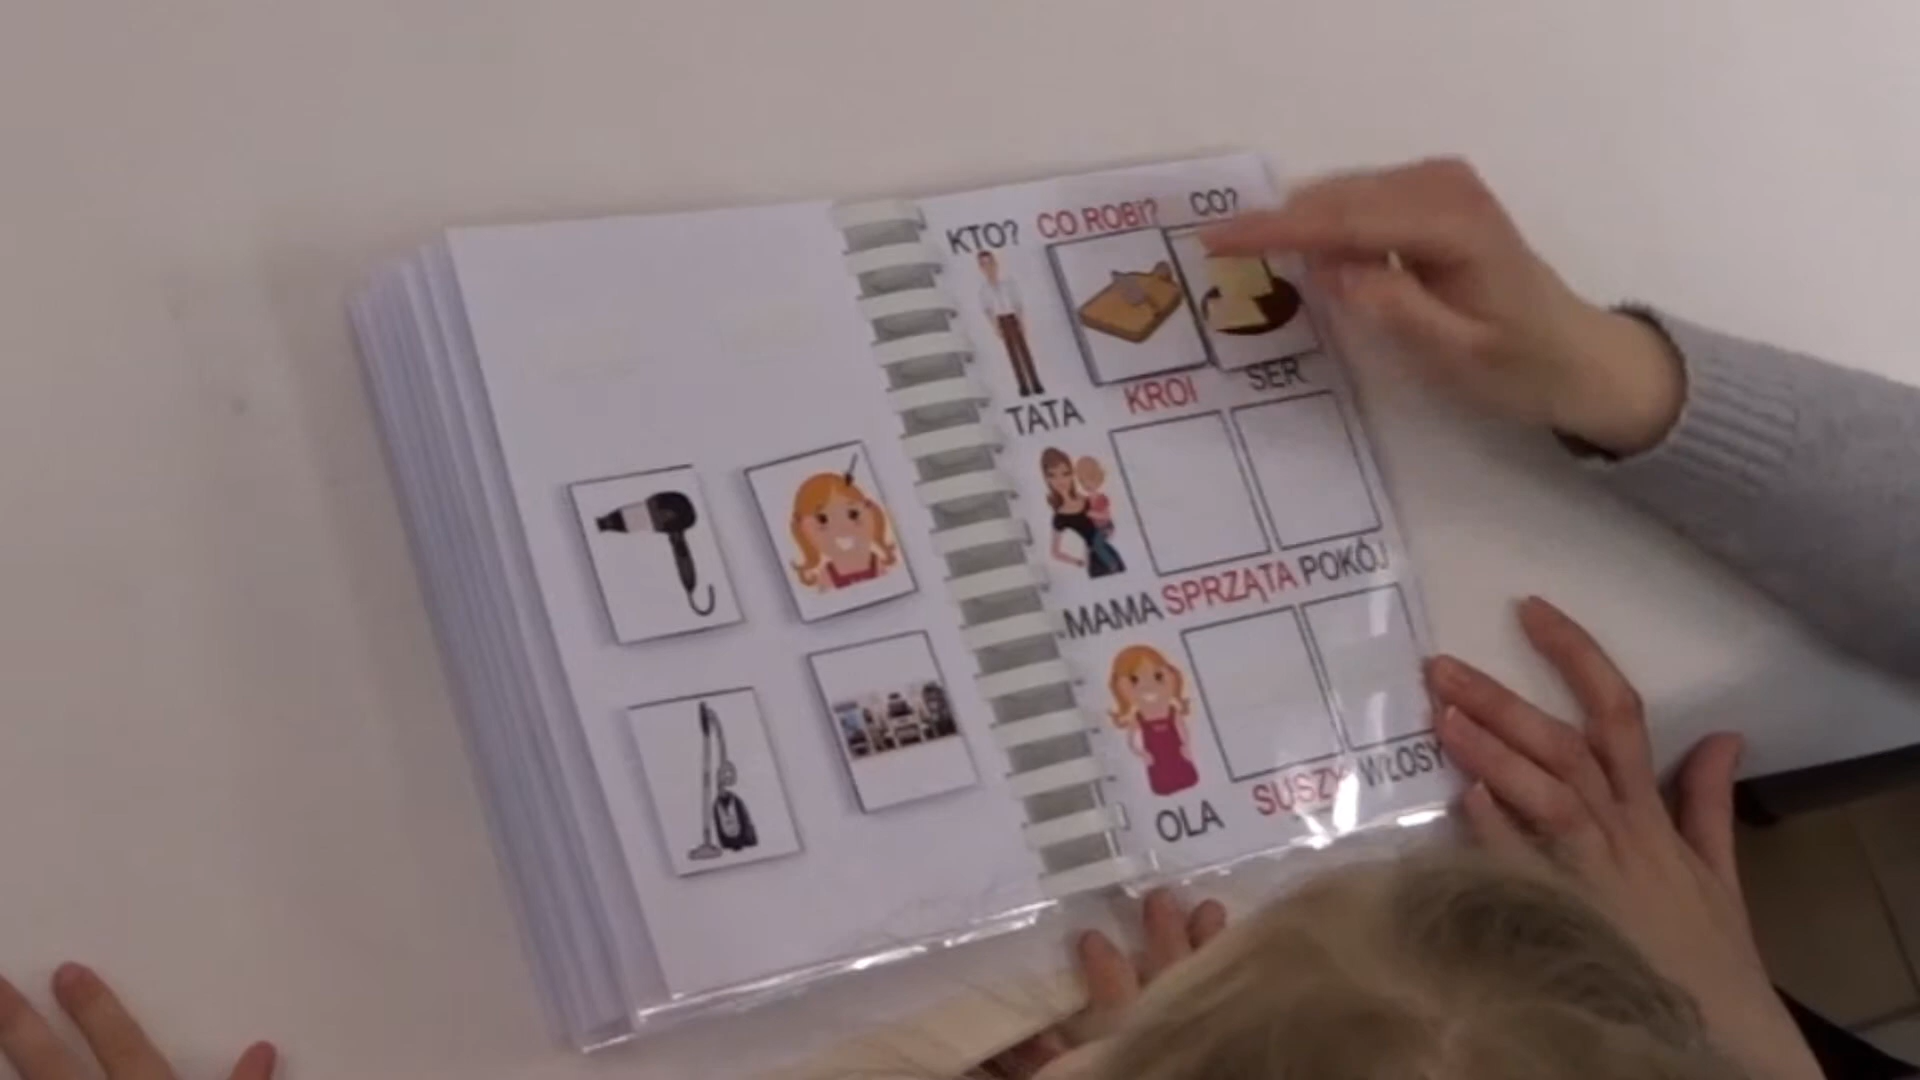 KTO? CO ROBI? CO?
TATA KROI SER
MAMA SPRZĄTA POKÓJ
OLA SUSZY WŁOSY